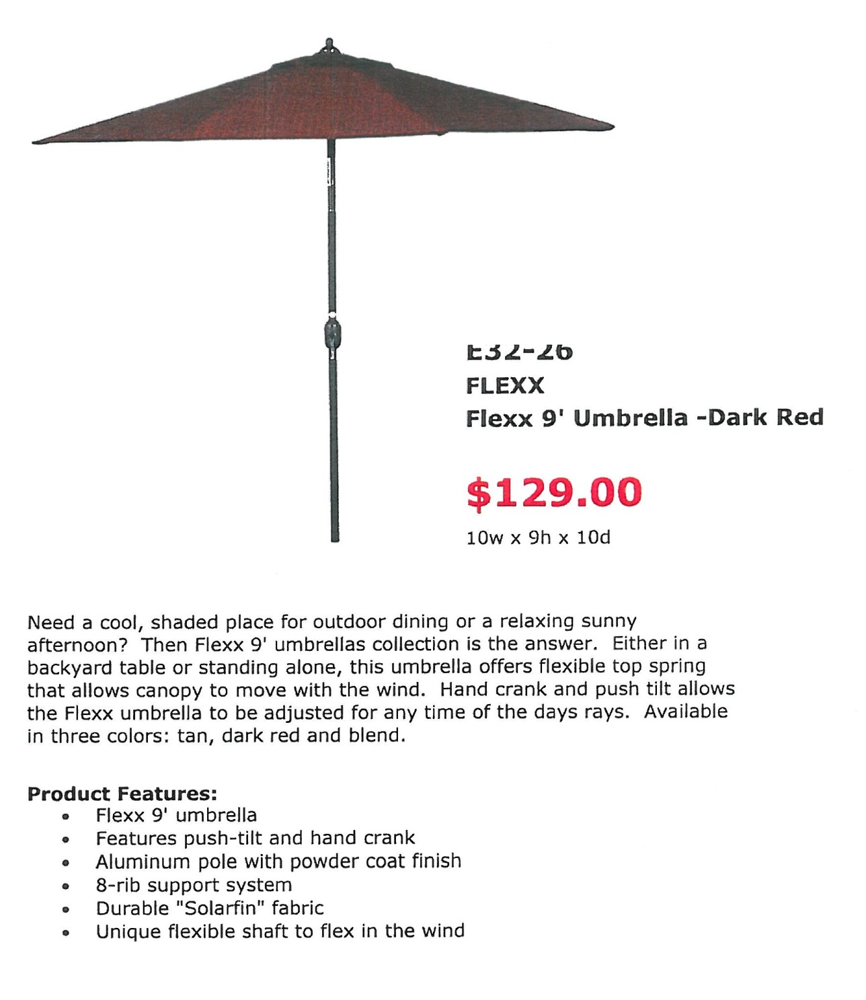 E32-26
FLEXX
Flexx 9' Umbrella -Dark Red
$129.00
10w x 9h x 10d
Need a cool, shaded place for outdoor dining or a relaxing sunny
afternoon?  Then Flexx 9' umbrellas collection is the answer.  Either in a
backyard table or standing alone, this umbrella offers flexible top spring
that allows canopy to move with the wind.  Hand crank and push tilt allows
the Flexx umbrella to be adjusted for any time of the days rays.  Available
in three colors: tan, dark red and blend.
Product Features:
• Flexx 9' umbrella
• Features push-tilt and hand crank
• Aluminum pole with powder coat finish
• 8-rib support system
• Durable "Solarfin" fabric
• Unique flexible shaft to flex in the wind